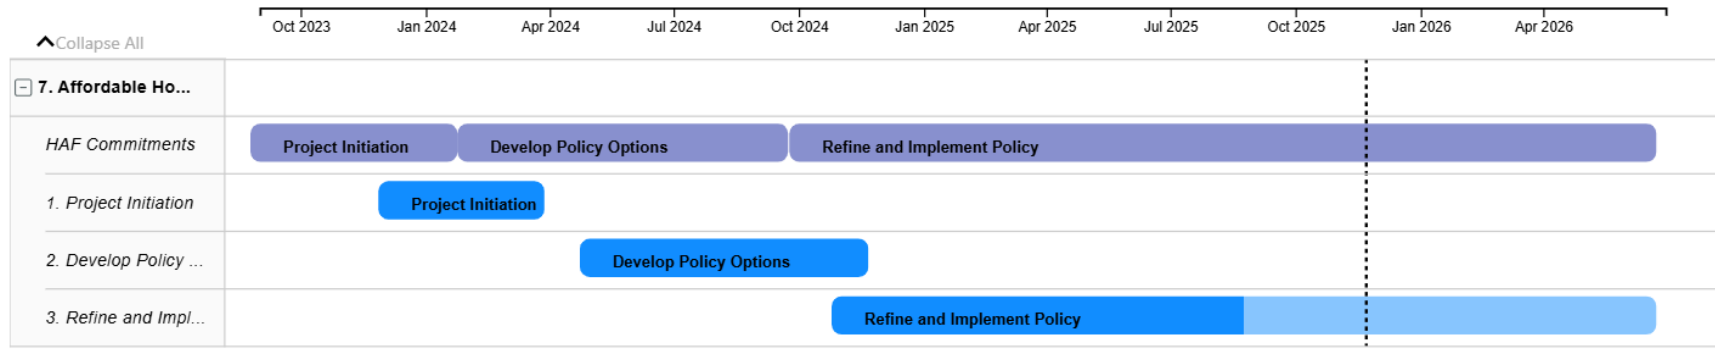 Oct 2023 Jan 2024 Apr 2024 Jul 2024 Oct 2024 Jan 2025 Apr 2025 Jul 2025 Oct 2025 Jan 2026 Apr 2026
Collapse All
7. Affordable Ho...
HAF Commitments Project Initiation Develop Policy Options Refine and Implement Policy
1. Project Initiation Project Initiation
2. Develop Policy ... Develop Policy Options
3. Refine and Impl... Refine and Implement Policy